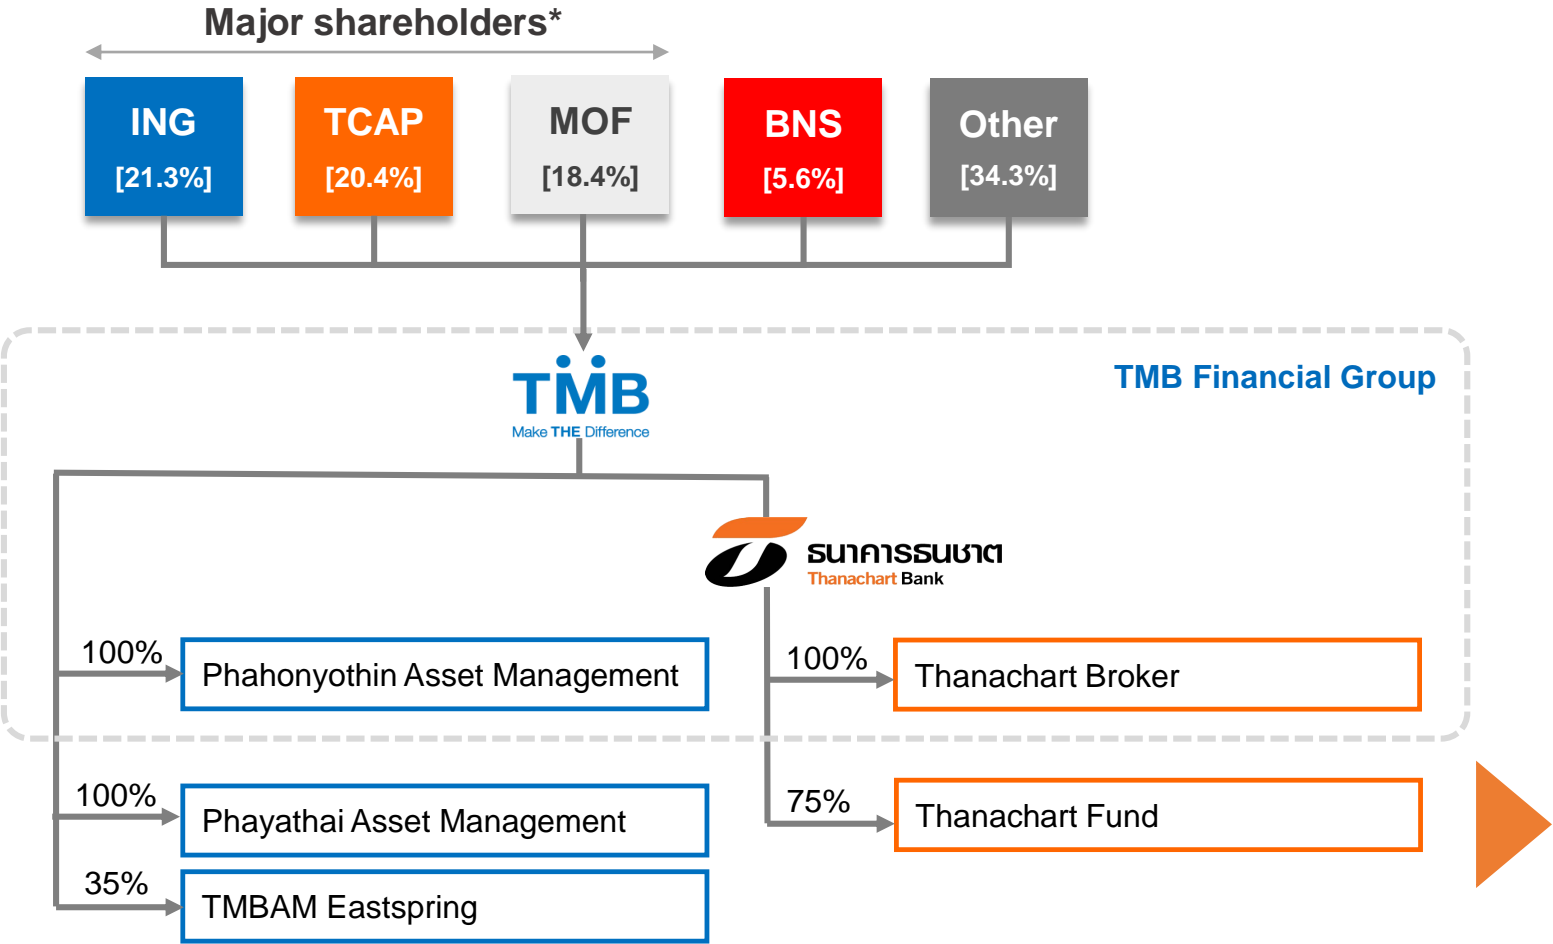 Major shareholders*
ING
[21.3%]
TCAP
[20.4%]
MOF
[18.4%]
BNS
[5.6%]
Other
[34.3%]
TMB
Make THE Difference
TMB Financial Group
ธนาคารธนชาต
Thanachart Bank
100%
Phahonyothin Asset Management
100%
Thanachart Broker
100%
Phayathai Asset Management
75%
Thanachart Fund
35%
TMBAM Eastspring